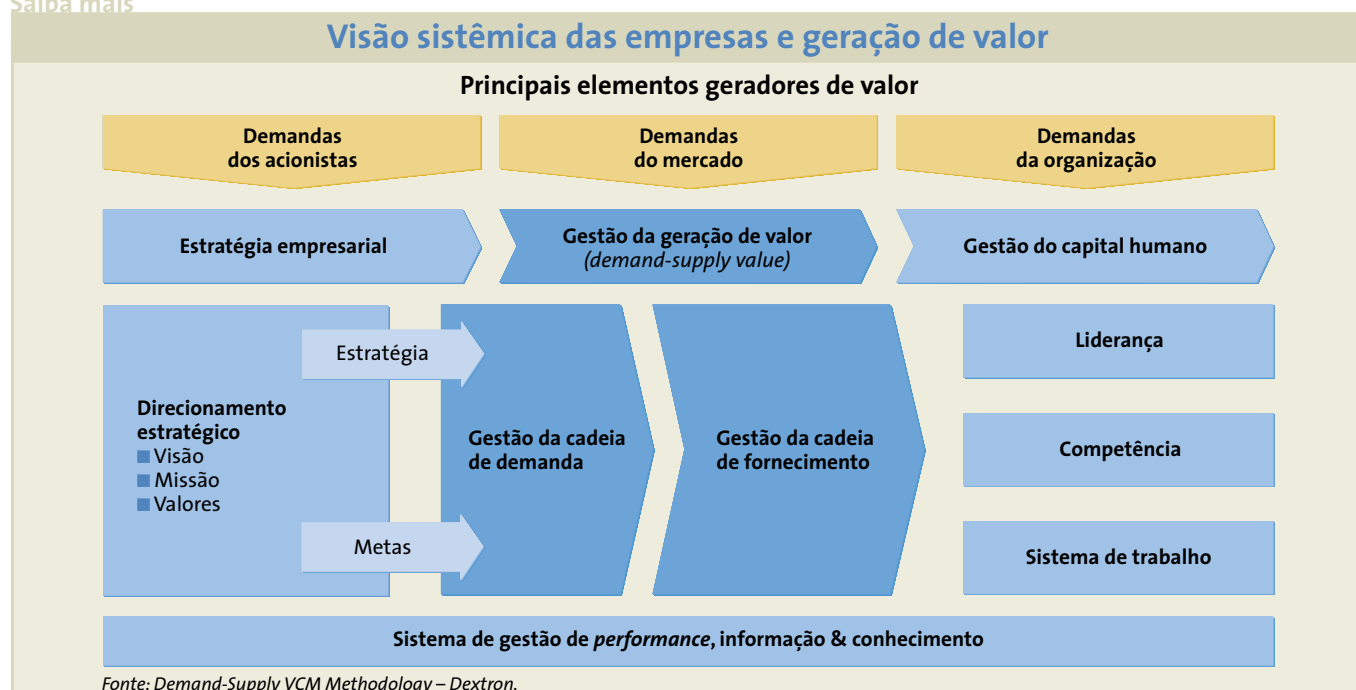 Saiba mais
Visão sistêmica das empresas e geração de valor
Principais elementos geradores de valor
Demandas
dos acionistas
Demandas
do mercado
Demandas
da organização
Estratégia empresarial
Gestão da geração de valor
(demand-supply value)
Gestão do capital humano
Direcionamento
estratégico
Visão
Missão
Valores
Estratégia
Metas
Gestão da cadeia
de demanda
Gestão da cadeia
de fornecimento
Liderança
Competência
Sistema de trabalho
Sistema de gestão de performance, informação & conhecimento
Fonte: Demand-Supply VCM Methodology – Dextron.